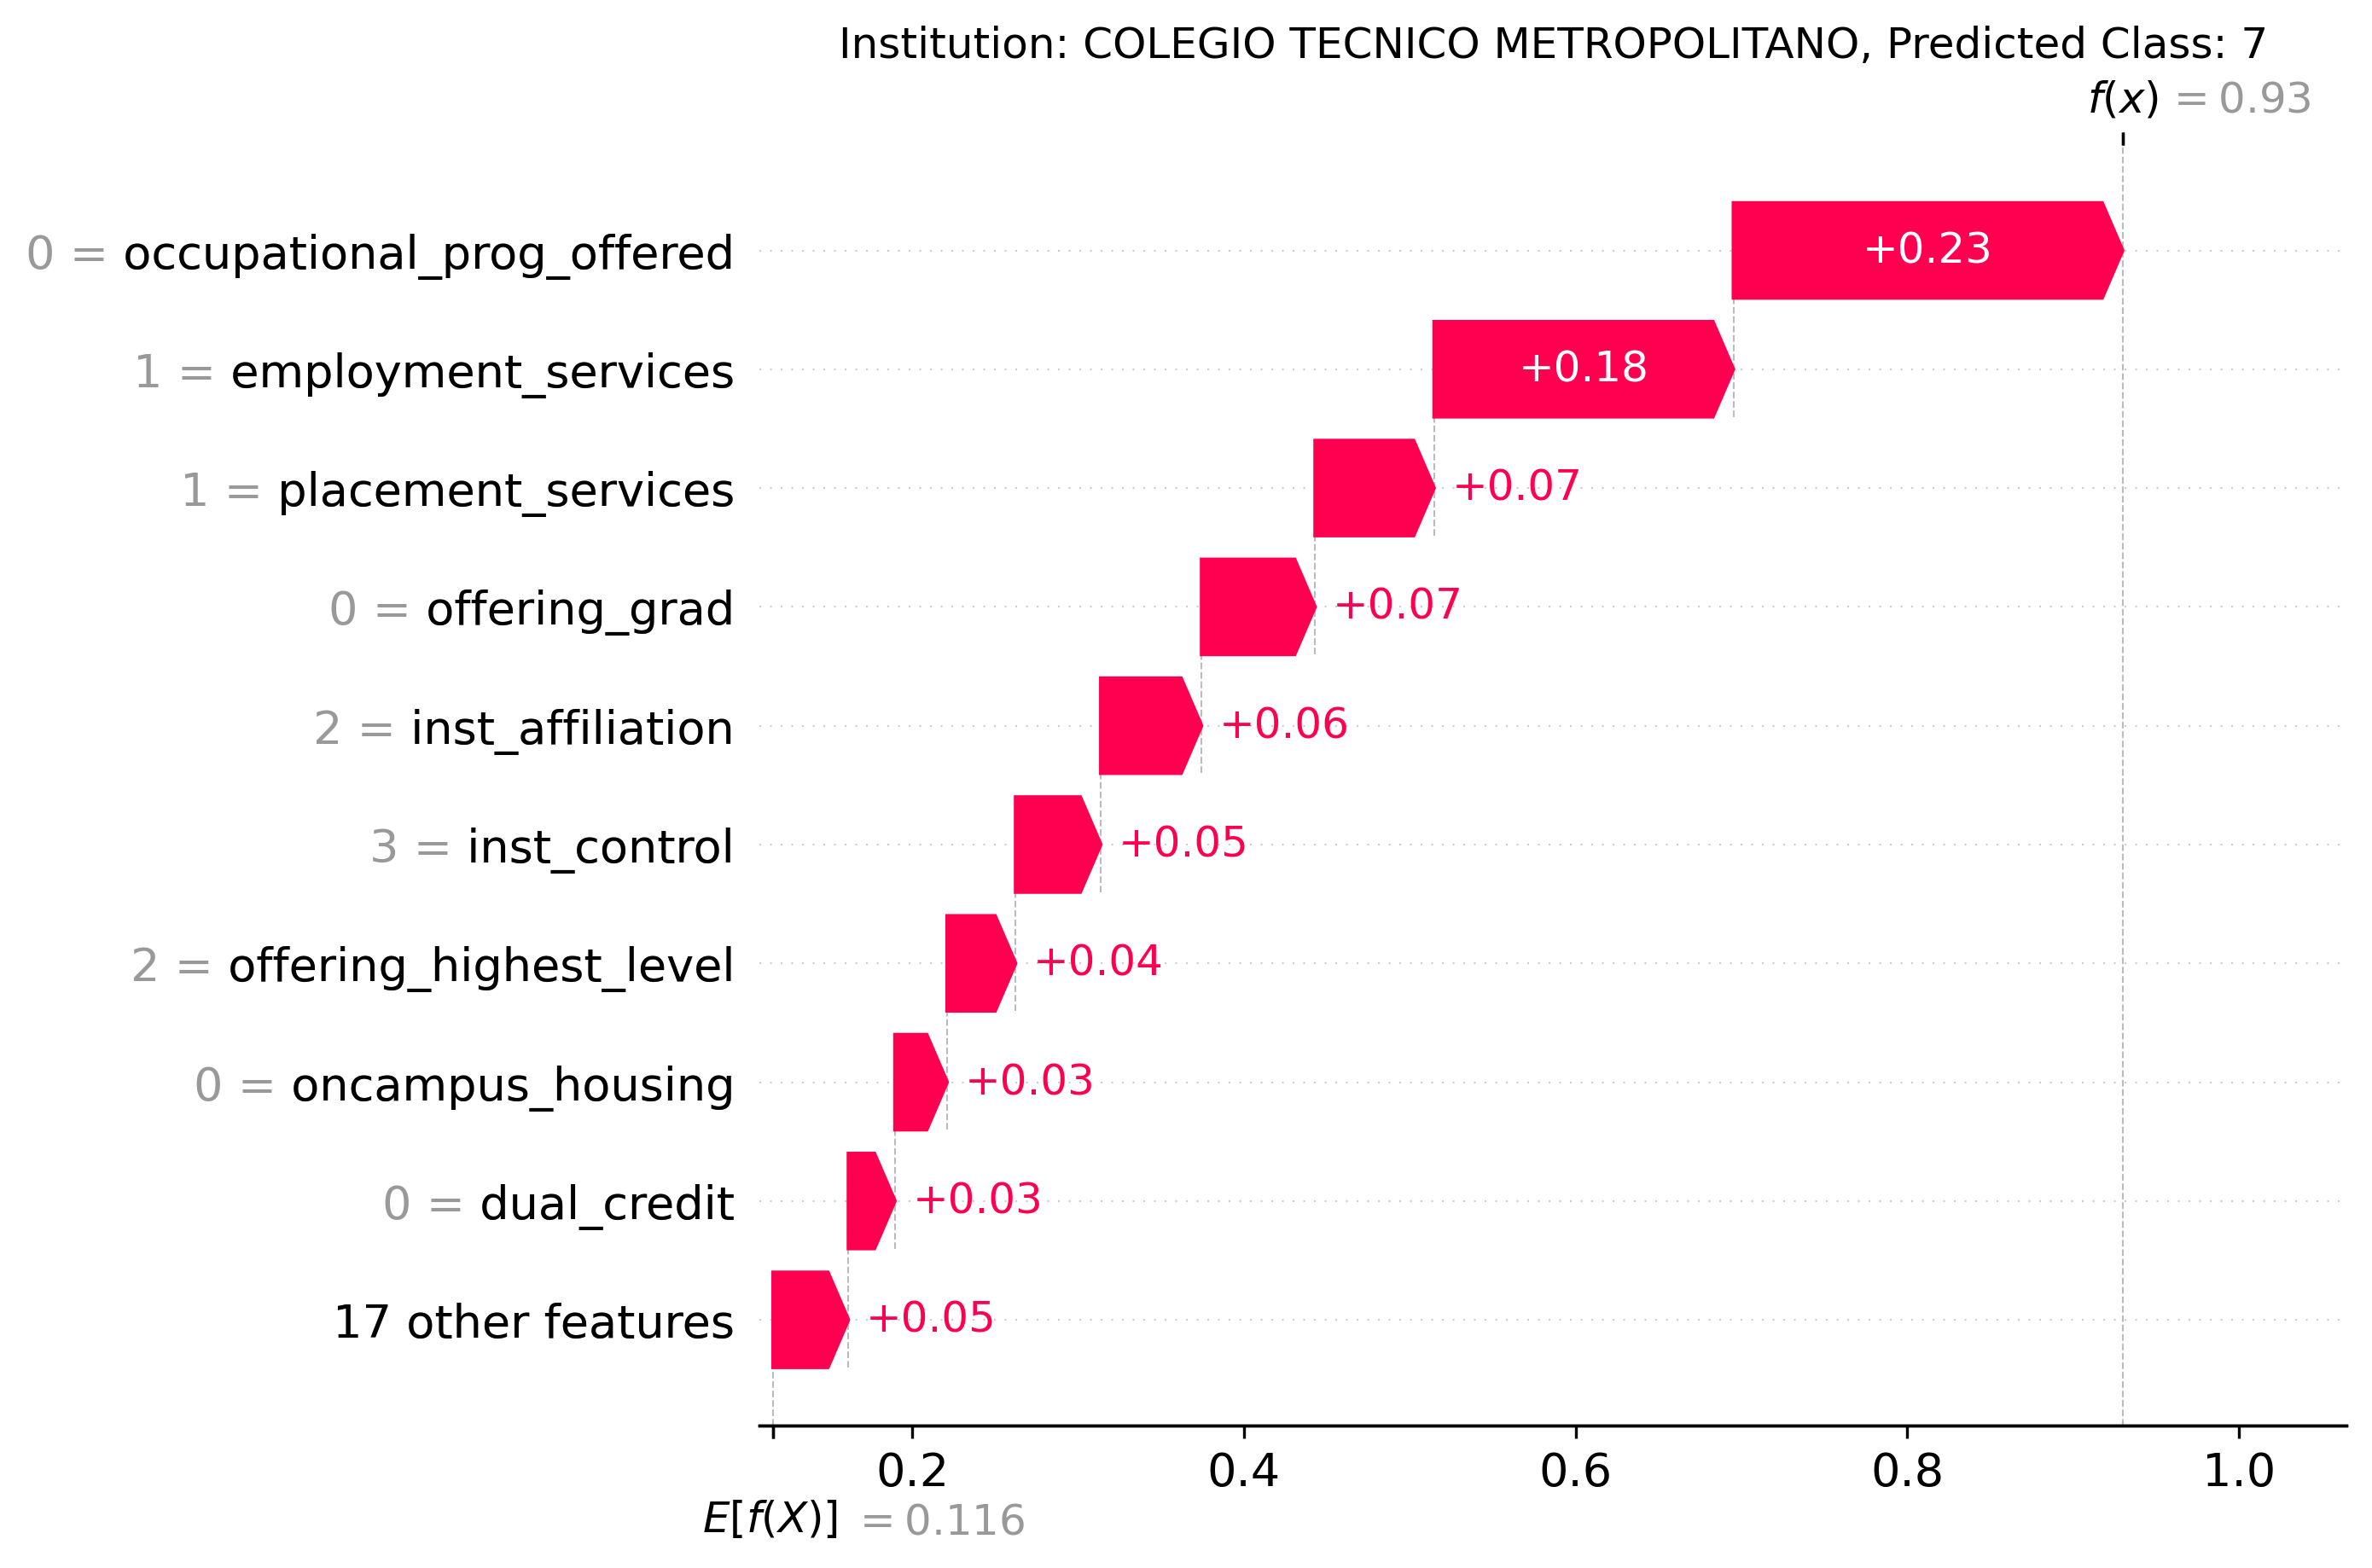 Institution: COLEGIO TECNICO METROPOLITANO, Predicted Class: 7
f(x) = 0.93
0 = occupational_prog_offered +0.23
1 = employment_services +0.18
1 = placement_services +0.07
0 = offering_grad +0.07
2 = inst_affiliation +0.06
3 = inst_control +0.05
2 = offering_highest_level +0.04
0 = oncampus_housing +0.03
0 = dual_credit +0.03
17 other features +0.05
0.2 0.4 0.6 0.8 1.0
E[f(X)] = 0.116